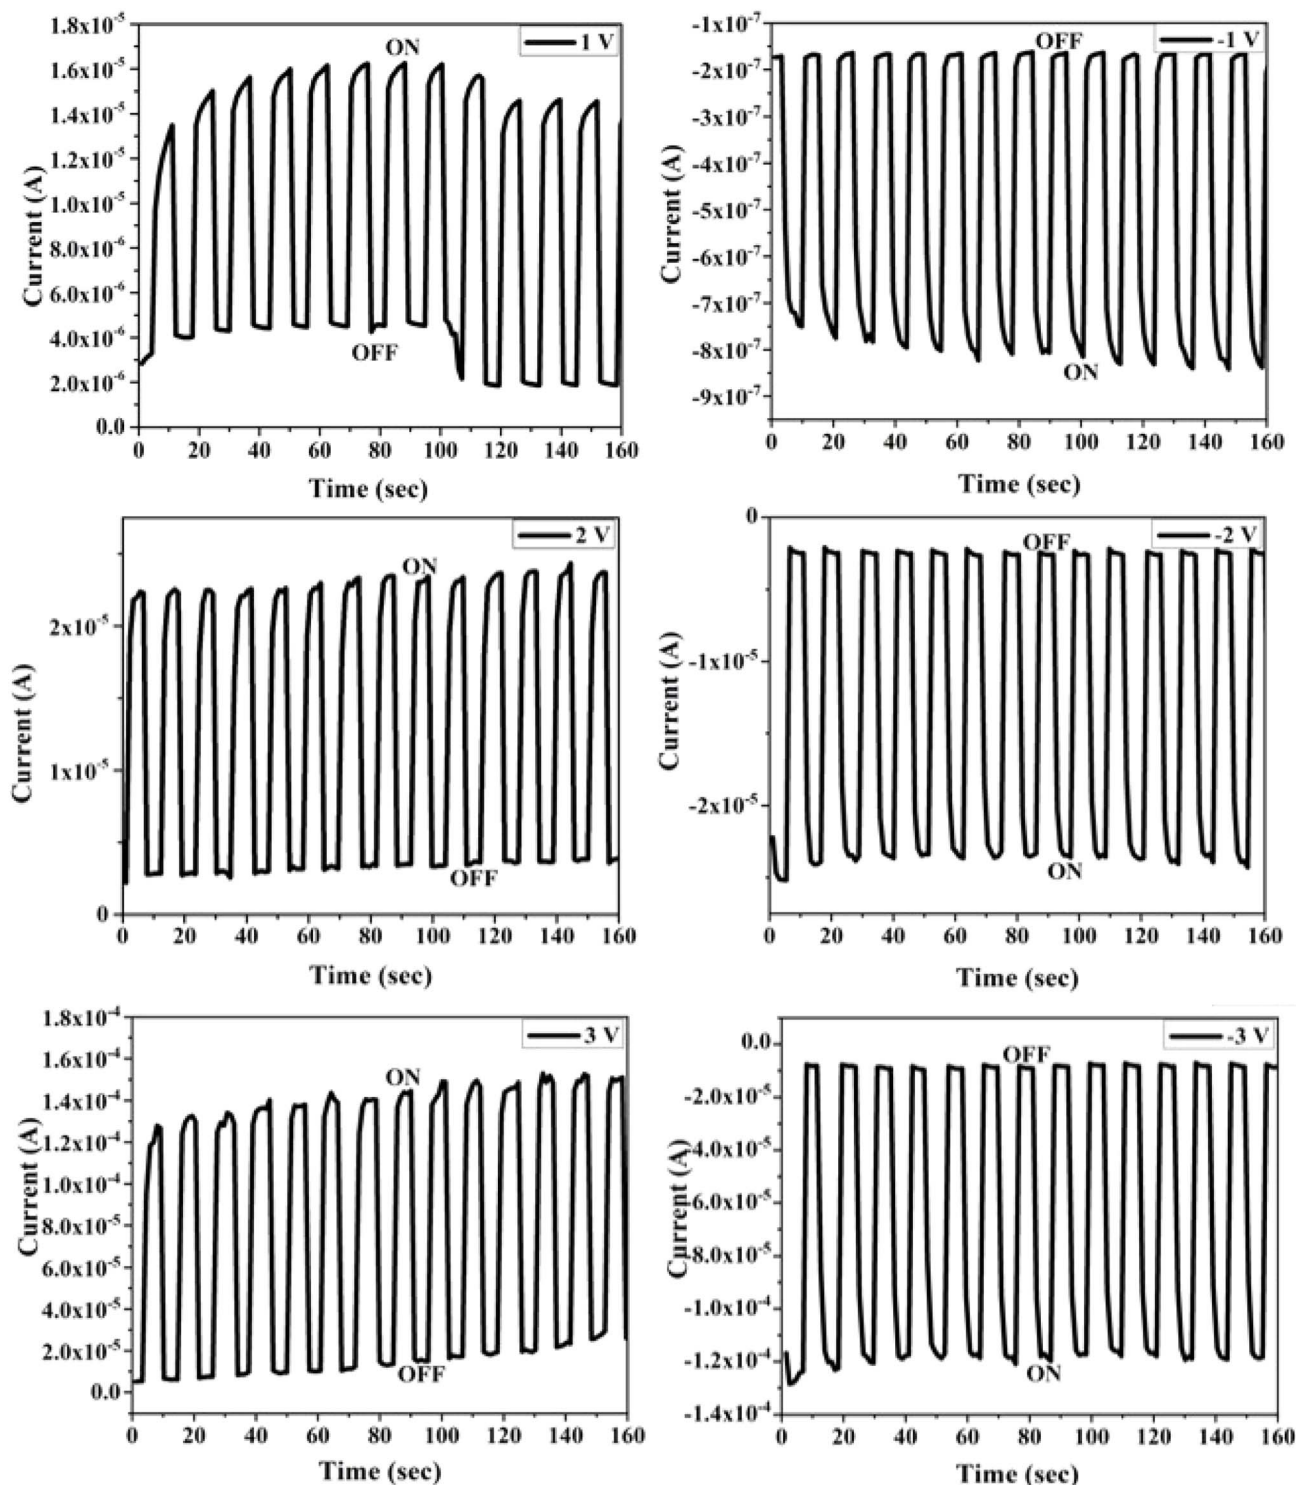 1.8x10⁻⁵
1.6x10⁻⁵
1.4x10⁻⁵
1.2x10⁻⁵
1.0x10⁻⁵
8.0x10⁻⁶
6.0x10⁻⁶
4.0x10⁻⁶
2.0x10⁻⁶
0.0
Current (A)
1 V
ON
OFF
0 20 40 60 80 100 120 140 160
Time (sec)
-1x10⁻⁷
-2x10⁻⁷
-3x10⁻⁷
-4x10⁻⁷
-5x10⁻⁷
-6x10⁻⁷
-7x10⁻⁷
-8x10⁻⁷
-9x10⁻⁷
Current (A)
-1 V
OFF
ON
0 20 40 60 80 100 120 140 160
Time (sec)
2x10⁻⁵
1x10⁻⁵
0
Current (A)
2 V
ON
OFF
0 20 40 60 80 100 120 140 160
Time (sec)
0
-1x10⁻⁵
-2x10⁻⁵
Current (A)
-2 V
OFF
ON
0 20 40 60 80 100 120 140 160
Time (sec)
1.8x10⁻⁴
1.6x10⁻⁴
1.4x10⁻⁴
1.2x10⁻⁴
1.0x10⁻⁴
8.0x10⁻⁵
6.0x10⁻⁵
4.0x10⁻⁵
2.0x10⁻⁵
0.0
Current (A)
3 V
ON
OFF
0 20 40 60 80 100 120 140 160
Time (sec)
0.0
-2.0x10⁻⁵
-4.0x10⁻⁵
-6.0x10⁻⁵
-8.0x10⁻⁵
-1.0x10⁻⁴
-1.2x10⁻⁴
-1.4x10⁻⁴
Current (A)
-3 V
OFF
ON
0 20 40 60 80 100 120 140 160
Time (sec)